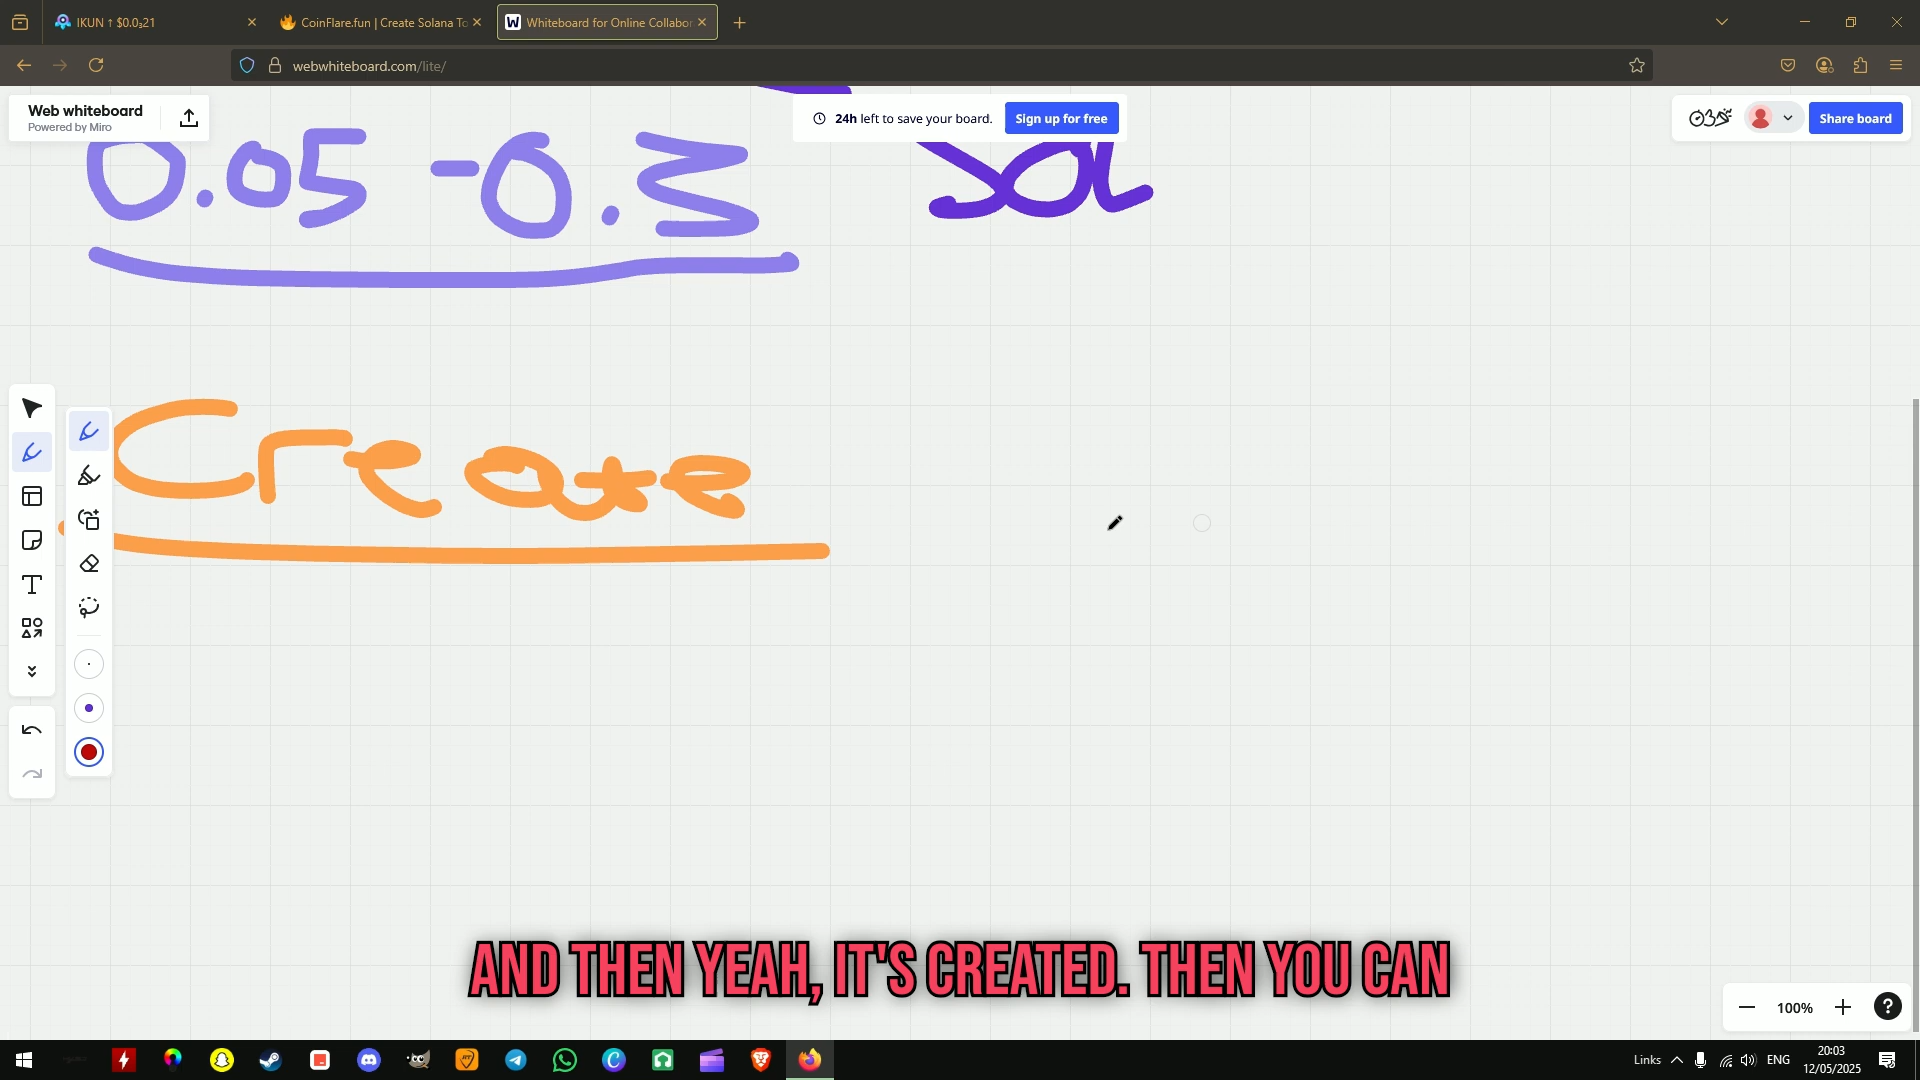 IKUN ↑ $0.0₃21
CoinFlare.fun | Create Solana To
Whiteboard for Online Collabor
webwhiteboard.com/lite/
Web whiteboard
Powered by Miro
24h left to save your board.
Sign up for free
Share board
0.05 - 0.3 Sol
Create
AND THEN YEAH, IT'S CREATED. THEN YOU CAN
100%
Links
ENG
20:03
12/05/2025